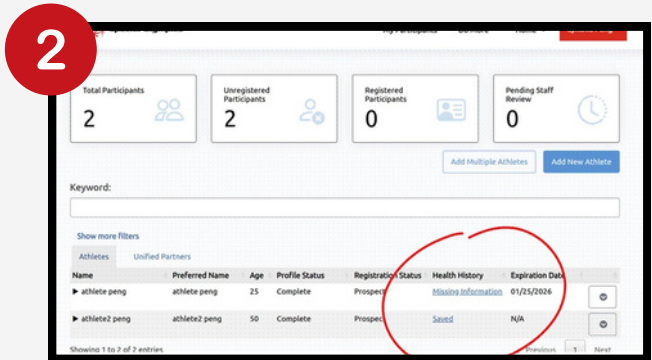 2
Total Participants
2
Unregistered
Participants
2
Registered
Participants
0
Pending Staff
Review
0
Add Multiple Athletes
Add New Athlete
Keyword:
Show more filters
Athletes Unified Partners
Name Preferred Name Age Profile Status Registration Status Health History Expiration Date
athlete peng athlete peng 25 Complete Prospect Missing Information 01/25/2026
athlete2 peng athlete2 peng 50 Complete Prospect Saved N/A
Showing 1 to 2 of 2 entries Previous 1 Next